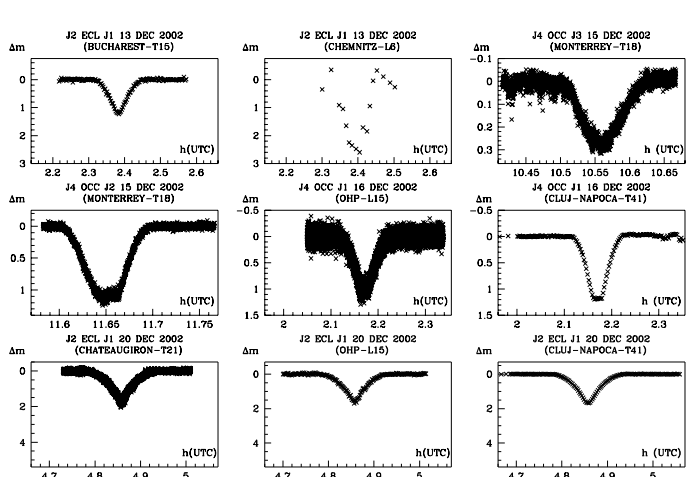 J2 ECL J1 13 DEC 2002
(BUCHAREST-T15)
Δm
0
1
2
3
h(UTC)
2.2 2.3 2.4 2.5 2.6
J2 ECL J1 13 DEC 2002
(CHEMNITZ-L6)
Δm
0
1
2
3
h(UTC)
2.2 2.3 2.4 2.5 2.6
J4 OCC J3 15 DEC 2002
(MONTERREY-T18)
Δm
-0.1
0
0.1
0.2
0.3
h (UTC)
10.45 10.5 10.55 10.6 10.65
J4 OCC J2 15 DEC 2002
(MONTERREY-T18)
Δm
0
0.5
1
h(UTC)
11.6 11.65 11.7 11.75
J4 OCC J1 16 DEC 2002
(OHP-L15)
Δm
-0.5
0
0.5
1
1.5
h(UTC)
2 2.1 2.2 2.3
J4 OCC J1 16 DEC 2002
(CLUJ-NAPOCA-T41)
Δm
-0.5
0
0.5
1
1.5
h (UTC)
2 2.1 2.2 2.3
J2 ECL J1 20 DEC 2002
(CHATEAUGIRON-T21)
Δm
0
2
4
h(UTC)
4.7 4.8 4.9 5
J2 ECL J1 20 DEC 2002
(OHP-L15)
Δm
0
2
4
h(UTC)
4.7 4.8 4.9 5
J2 ECL J1 20 DEC 2002
(CLUJ-NAPOCA-T41)
Δm
0
2
4
h (UTC)
4.7 4.8 4.9 5